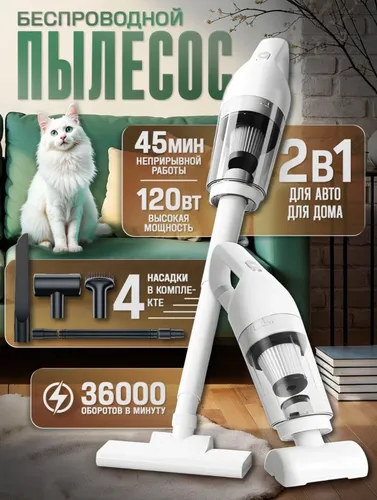 БЕСПРОВОДНОЙ
ПЫЛЕСОС
45МИН
НЕПРИРЫВНОЙ
РАБОТЫ
120ВТ
ВЫСОКАЯ
МОЩНОСТЬ
2В1
ДЛЯ АВТО
ДЛЯ ДОМА
4
НАСАДКИ
В КОМПЛЕ-
КТЕ
36000
ОБОРОТОВ В МИНУТУ